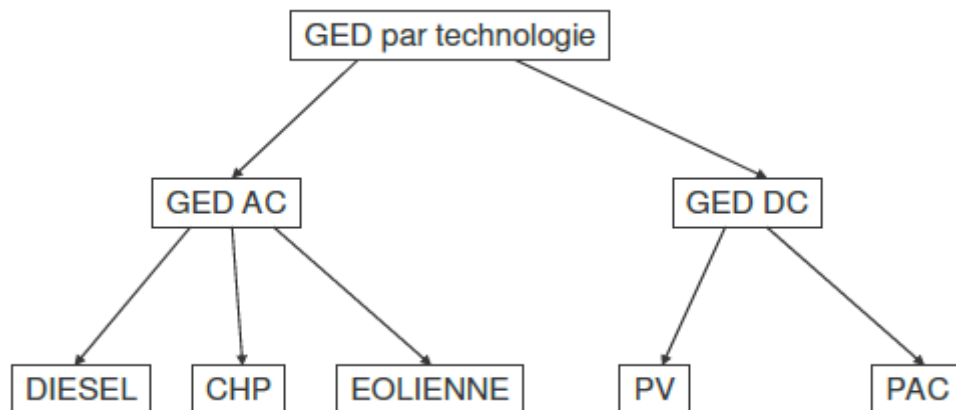 GED par technologie
GED AC
GED DC
DIESEL
CHP
EOLIENNE
PV
PAC